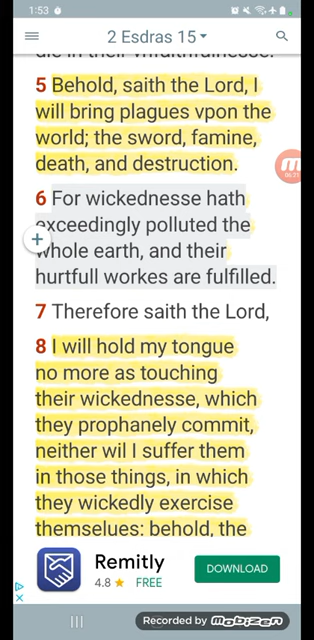 1:53
2 Esdras 15
die in their vnfaithfulnesse.
5 Behold, saith the Lord, I
will bring plagues vpon the
world; the sword, famine,
death, and destruction.
6 For wickednesse hath
exceedingly polluted the
whole earth, and their
hurtfull workes are fulfilled.
7 Therefore saith the Lord,
8 I will hold my tongue
no more as touching
their wickednesse, which
they prophanely commit,
neither wil I suffer them
in those things, in which
they wickedly exercise
themselues: behold, the
Remitly
4.8 ★ FREE
DOWNLOAD
Recorded by Mobizen